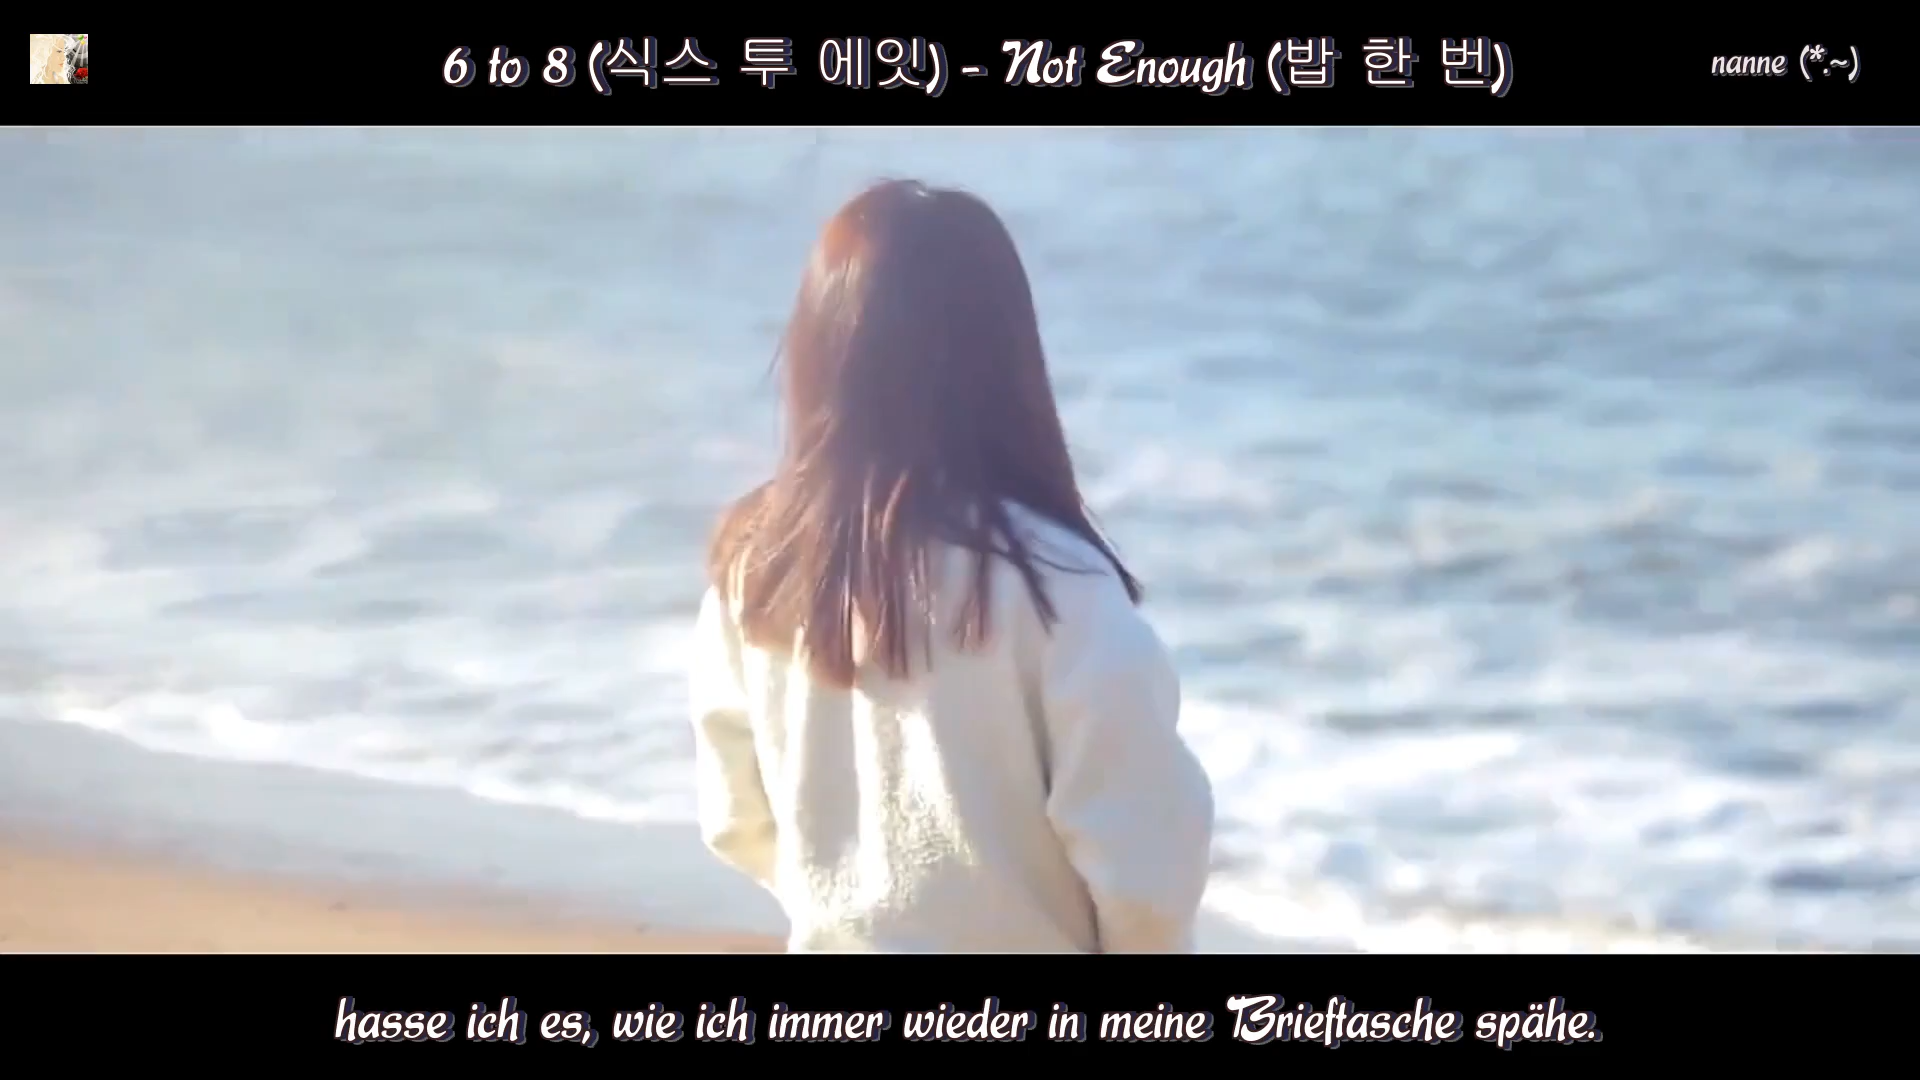 6 to 8 (식스 투 에잇) - Not Enough (밥 한 번)
nanne (*.~)
hasse ich es, wie ich immer wieder in meine Brieftasche spähe.